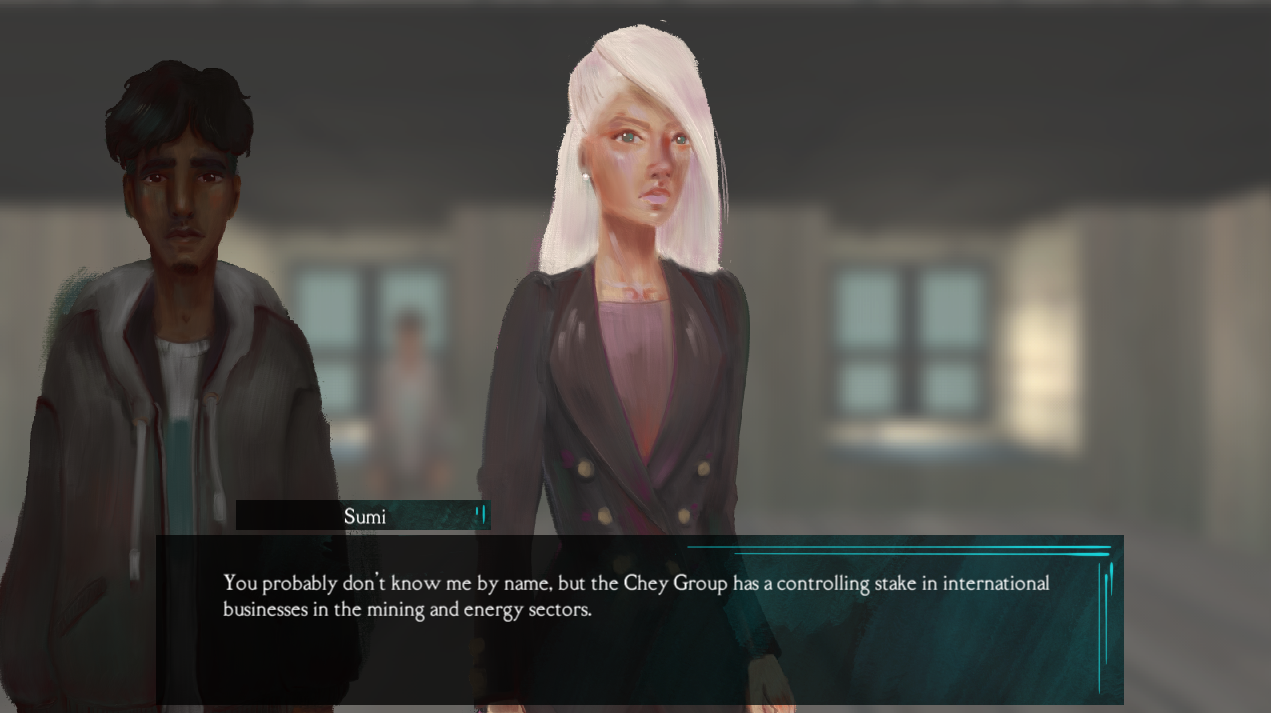 Sumi
You probably don't know me by name, but the Chey Group has a controlling stake in international
businesses in the mining and energy sectors.